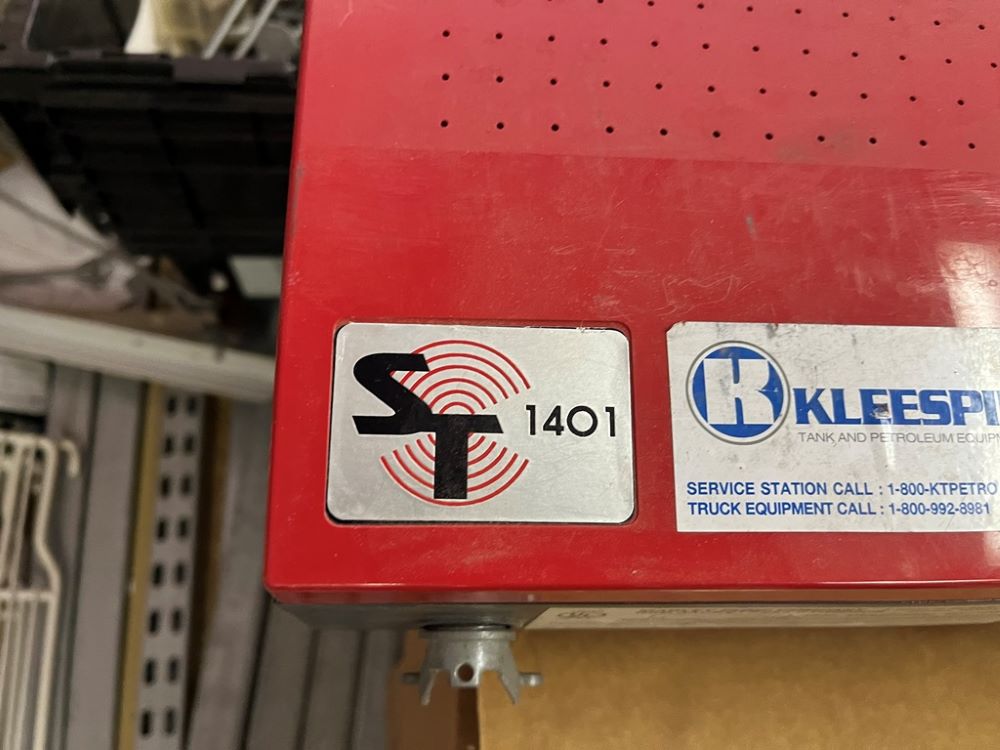 ST
1401
K
KLEESPI
TANK AND PETROLEUM EQUIPM
SERVICE STATION CALL : 1-800-KTPETRO
TRUCK EQUIPMENT CALL : 1-800-992-8981